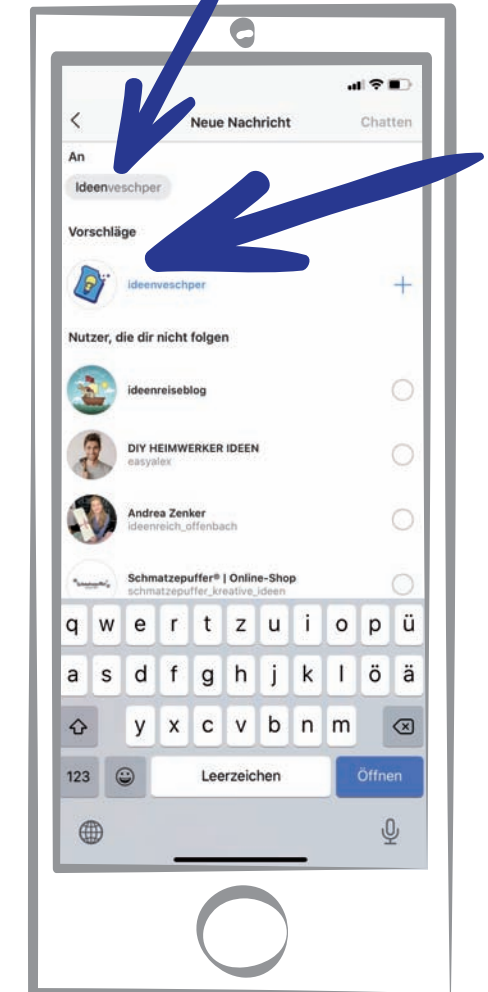 Neue Nachricht
Chatten
An
Ideenveschper
Vorschläge
ideenveschper
Nutzer, die dir nicht folgen
ideenreiseblog
DIY HEIMWERKER IDEEN
easyalex
Andrea Zenker
ideenreich_offenbach
Schmatzepuffer® | Online-Shop
schmatzepuffer_kreative_ideen
q w e r t z u i o p ü
a s d f g h j k l ö ä
y x c v b n m
123
Leerzeichen
Öffnen